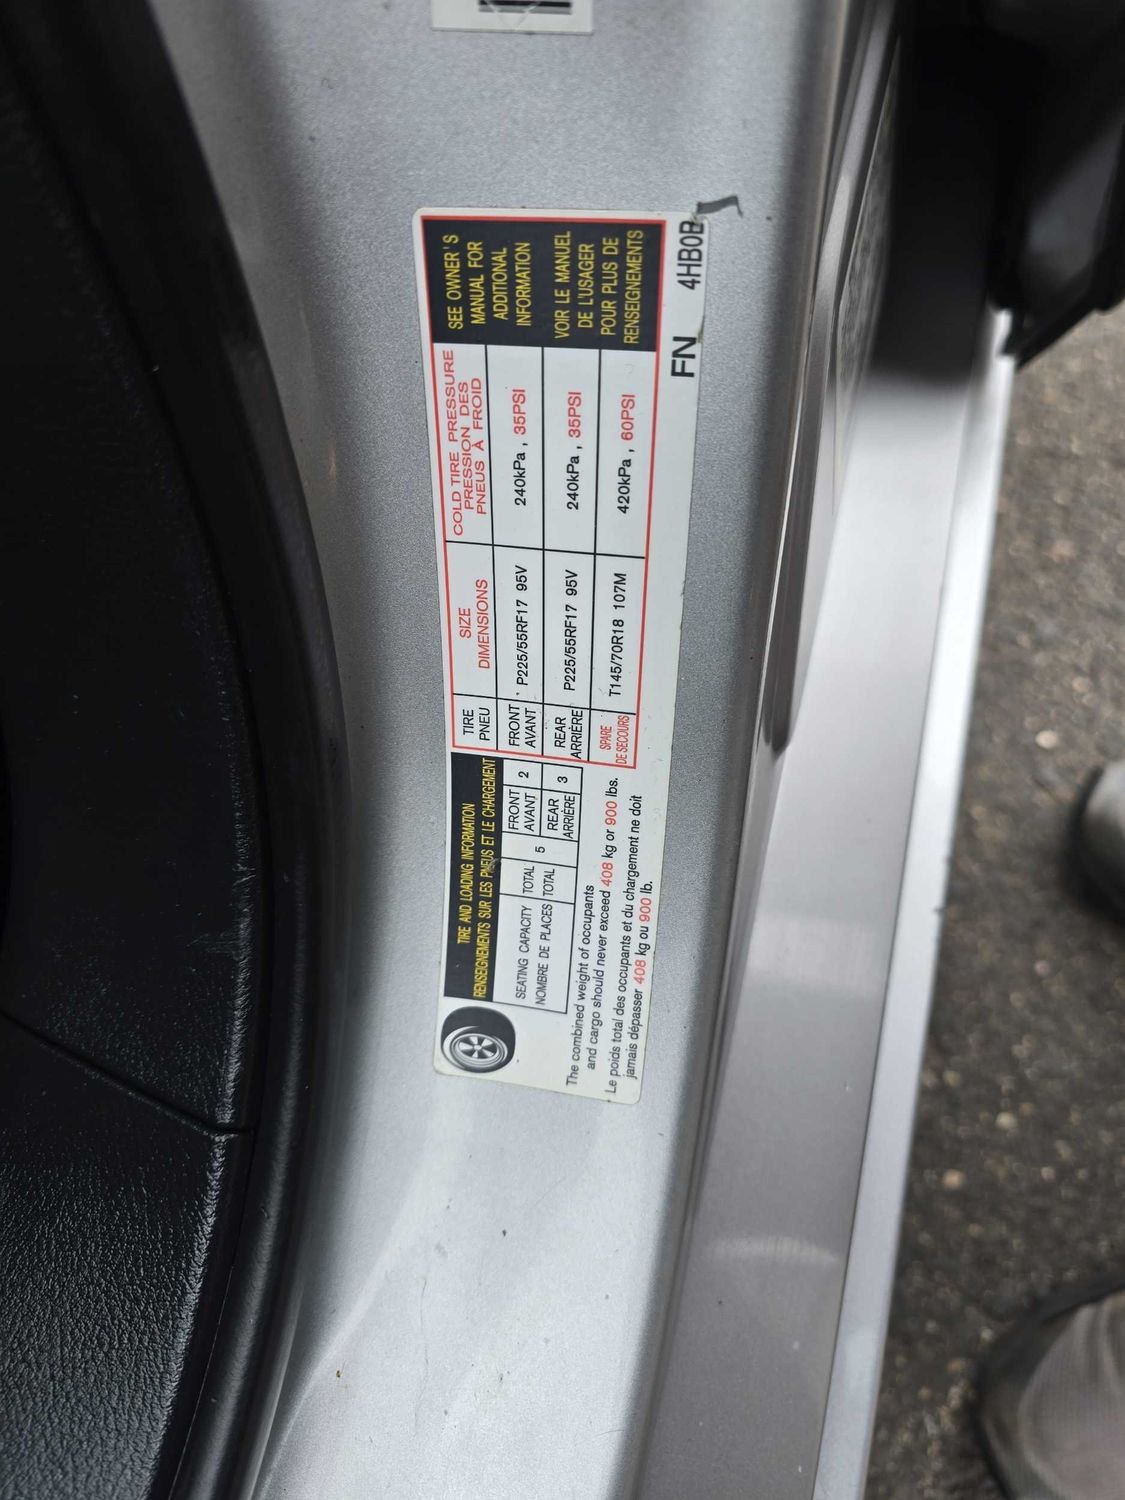 TIRE AND LOADING INFORMATION
RENSEIGNEMENTS SUR LES PNEUS ET LE CHARGEMENT
SEATING CAPACITY
NOMBRE DE PLACES
TOTAL
TOTAL
5
FRONT
AVANT
2
REAR
ARRIÈRE
3
The combined weight of occupants
and cargo should never exceed 408 kg or 900 lbs.
Le poids total des occupants et du chargement ne doit
jamais dépasser 408 kg ou 900 lb.
TIRE
PNEU
SIZE
DIMENSIONS
COLD TIRE PRESSURE
PRESSION DES
PNEUS À FROID
FRONT
AVANT
P225/55RF17 95V
240kPa , 35PSI
REAR
ARRIÈRE
P225/55RF17 95V
240kPa , 35PSI
SPARE
DE SECOURS
T145/70R18 107M
420kPa , 60PSI
SEE OWNER'S
MANUAL FOR
ADDITIONAL
INFORMATION
VOIR LE MANUEL
DE L'USAGER
POUR PLUS DE
RENSEIGNEMENTS
FN 4HB0B